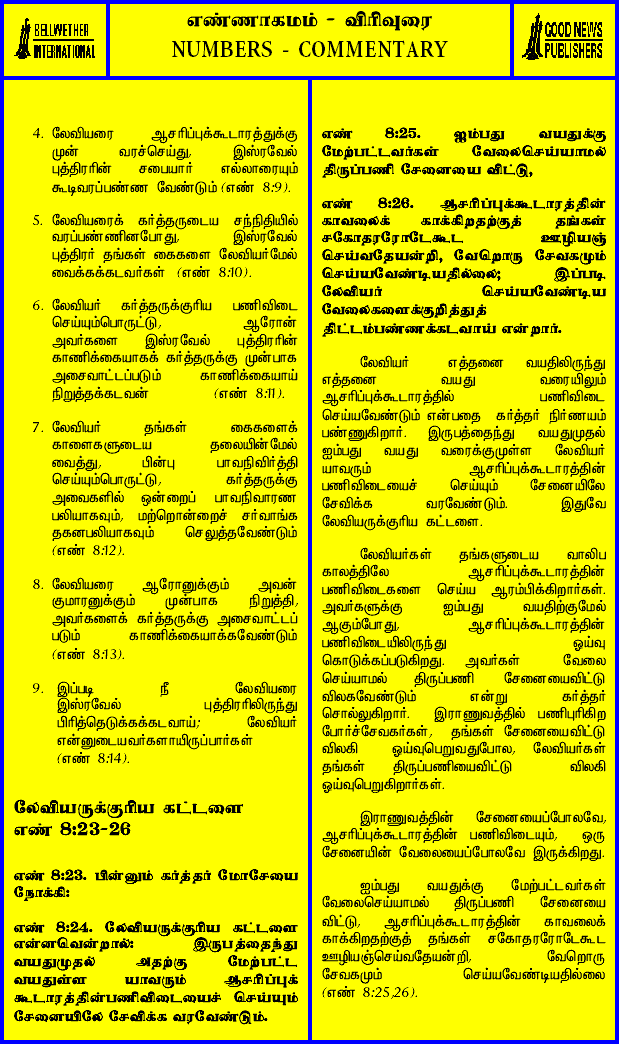 BELLWETHER
INTERNATIONAL
எண்ணாகமம் - விரிவுரை
NUMBERS - COMMENTARY
GOOD NEWS
PUBLISHERS
4. லேவியரை ஆசரிப்புக்கூடாரத்துக்கு
முன் வரச்செய்து, இஸ்ரவேல்
புத்திரரின் சபையார் எல்லாரையும்
கூடிவரப்பண்ண வேண்டும் (எண் 8:9).
5. லேவியரைக் கர்த்தருடைய சந்நிதியில்
வரப்பண்ணினபோது, இஸ்ரவேல்
புத்திரர் தங்கள் கைகளை லேவியர்மேல்
வைக்கக்கடவர்கள் (எண் 8:10).
6. லேவியர் கர்த்தருக்குரிய பணிவிடை
செய்யும்பொருட்டு, ஆரோன்
அவர்களை இஸ்ரவேல் புத்திரரின்
காணிக்கையாகக் கர்த்தருக்கு முன்பாக
அசைவாட்டப்படும் காணிக்கையாய்
நிறுத்தக்கடவன் (எண் 8:11).
7. லேவியர் தங்கள் கைகளைக்
காளைகளுடைய தலையின்மேல்
வைத்து, பின்பு பாவநிவிர்த்தி
செய்யும்பொருட்டு, கர்த்தருக்கு
அவைகளில் ஒன்றைப் பாவநிவாரண
பலியாகவும், மற்றொன்றைச் சர்வாங்க
தகனபலியாகவும் செலுத்தவேண்டும்
(எண் 8:12).
8. லேவியரை ஆரோனுக்கும் அவன்
குமாரனுக்கும் முன்பாக நிறுத்தி,
அவர்களைக் கர்த்தருக்கு அசைவாட்டப்
படும் காணிக்கையாக்கவேண்டும்
(எண் 8:13).
9. இப்படி நீ லேவியரை
இஸ்ரவேல் புத்திரரிலிருந்து
பிரித்தெடுக்கக்கடவாய்; லேவியர்
என்னுடையவர்களாயிருப்பார்கள்
(எண் 8:14).
லேவியருக்குரிய கட்டளை
எண் 8:23-26
எண் 8:23. பின்னும் கர்த்தர் மோசேயை
நோக்கி:
எண் 8:24. லேவியருக்குரிய கட்டளை
என்னவென்றால்: இருபத்தைந்து
வயதுமுதல் அதற்கு மேற்பட்ட
வயதுள்ள யாவரும் ஆசரிப்புக்
கூடாரத்தின்பணிவிடையைச் செய்யும்
சேனையிலே சேவிக்க வரவேண்டும்.
எண் 8:25. ஐம்பது வயதுக்கு
மேற்பட்டவர்கள் வேலைசெய்யாமல்
திருப்பணி சேனையை விட்டு,
எண் 8:26. ஆசரிப்புக்கூடாரத்தின்
காவலைக் காக்கிறதற்குத் தங்கள்
சகோதரரோடேகூட ஊழியஞ்
செய்வதேயன்றி, வேறொரு சேவகமும்
செய்யவேண்டியதில்லை; இப்படி
லேவியர் செய்யவேண்டிய
வேலைகளைக்குறித்துத்
திட்டம்பண்ணக்கடவாய் என்றார்.
லேவியர் எத்தனை வயதிலிருந்து
எத்தனை வயது வரையிலும்
ஆசரிப்புக்கூடாரத்தில் பணிவிடை
செய்யவேண்டும் என்பதை கர்த்தர் நிர்ணயம்
பண்ணுகிறார். இருபத்தைந்து வயதுமுதல்
ஐம்பது வயது வரைக்குமுள்ள லேவியர்
யாவரும் ஆசரிப்புக்கூடாரத்தின்
பணிவிடையைச் செய்யும் சேனையிலே
சேவிக்க வரவேண்டும். இதுவே
லேவியருக்குரிய கட்டளை.
லேவியர்கள் தங்களுடைய வாலிப
காலத்திலே ஆசரிப்புக்கூடாரத்தின்
பணிவிடைகளை செய்ய ஆரம்பிக்கிறார்கள்.
அவர்களுக்கு ஐம்பது வயதிற்குமேல்
ஆகும்போது, ஆசரிப்புக்கூடாரத்தின்
பணிவிடையிலிருந்து ஓய்வு
கொடுக்கப்படுகிறது. அவர்கள் வேலை
செய்யாமல் திருப்பணி சேனையைவிட்டு
விலகவேண்டும் என்று கர்த்தர்
சொல்லுகிறார். இராணுவத்தில் பணிபுரிகிற
போர்ச்சேவகர்கள், தங்கள் சேனையைவிட்டு
விலகி ஓய்வுபெறுவதுபோல, லேவியர்கள்
தங்கள் திருப்பணியைவிட்டு விலகி
ஓய்வுபெறுகிறார்கள்.
இராணுவத்தின் சேனையைப்போலவே,
ஆசரிப்புக்கூடாரத்தின் பணிவிடையும், ஒரு
சேனையின் வேலையைப்போலவே இருக்கிறது.
ஐம்பது வயதுக்கு மேற்பட்டவர்கள்
வேலைசெய்யாமல் திருப்பணி சேனையை
விட்டு, ஆசரிப்புக்கூடாரத்தின் காவலைக்
காக்கிறதற்குத் தங்கள் சகோதரரோடேகூட
ஊழியஞ்செய்வதேயன்றி, வேறொரு
சேவகமும் செய்யவேண்டியதில்லை
(எண் 8:25,26).